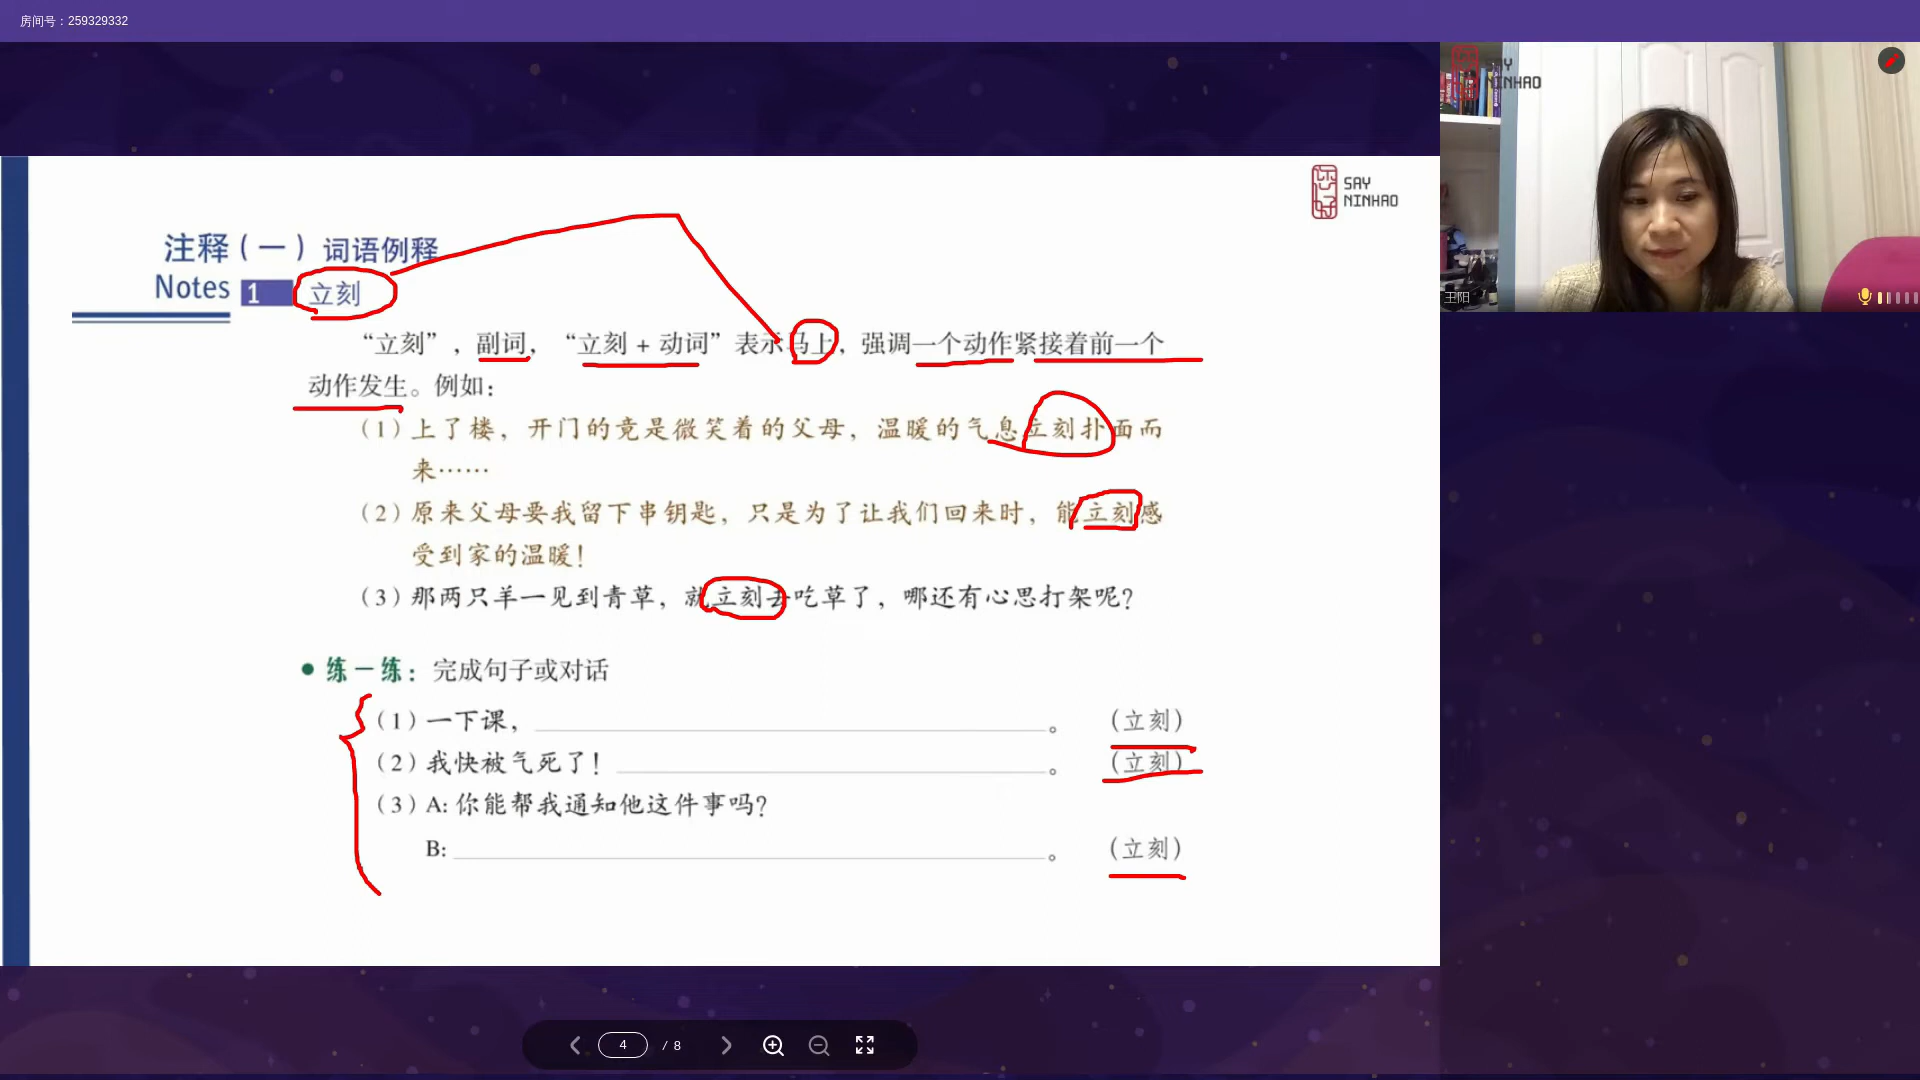 房间号：259329332
SAY
NINHAO
SAY
NINHAO
王阳
注释（一）词语例释
Notes 1 立刻
“立刻”，副词，“立刻 + 动词”表示马上，强调一个动作紧接着前一个
动作发生。例如：
（1）上了楼，开门的竟是微笑着的父母，温暖的气息立刻扑面而
来……
（2）原来父母要我留下串钥匙，只是为了让我们回来时，能立刻感
受到家的温暖！
（3）那两只羊一见到青草，就立刻去吃草了，哪还有心思打架呢？
● 练一练：完成句子或对话
（1）一下课，____。（立刻）
（2）我快被气死了！____。（立刻）
（3）A: 你能帮我通知他这件事吗？
B: ____。（立刻）
4 / 8